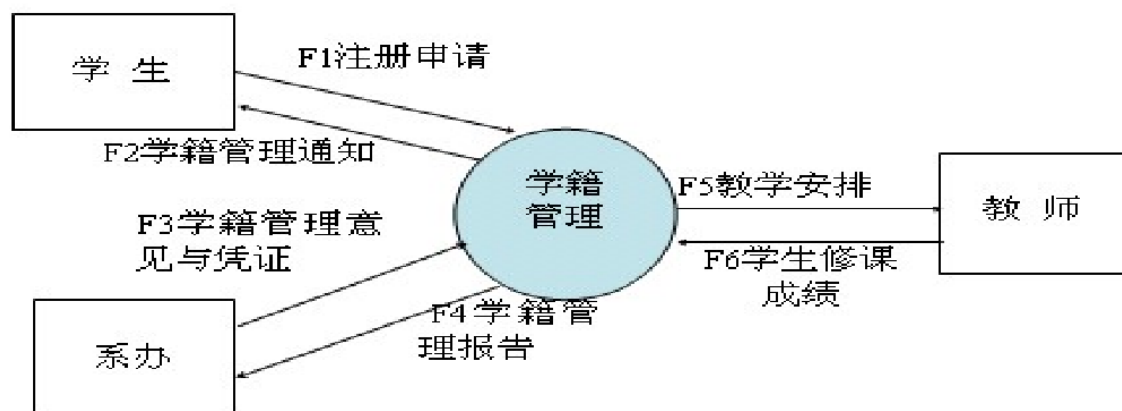 学 生
F1注册申请
F2学籍管理通知
学籍
管理
F3学籍管理意
见与凭证
F5教学安排
教 师
F6学生修课
成绩
F4学籍管
理报告
系办